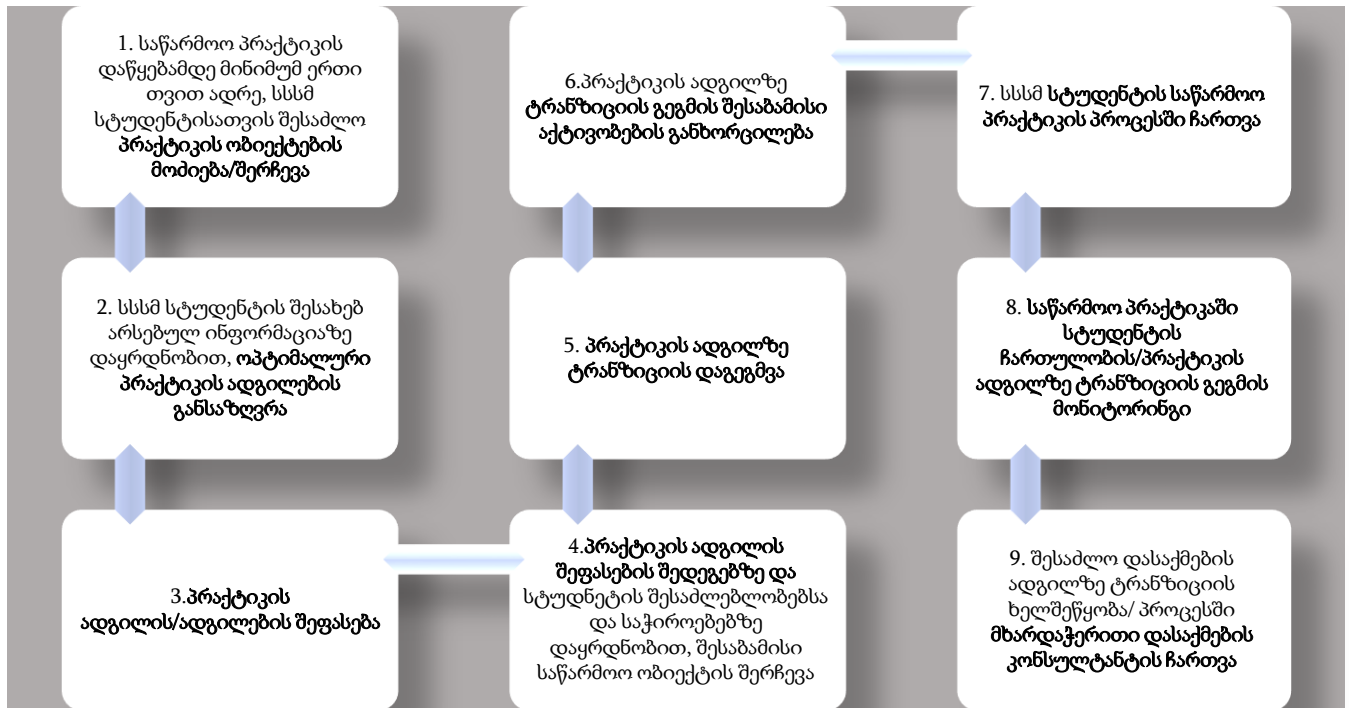 1. საწარმოო პრაქტიკის
დაწყებამდე მინიმუმ ერთი
თვით ადრე, სსსმ
სტუდენტისათვის შესაძლო
პრაქტიკის ობიექტების
მოძიება/შერჩევა
2. სსსმ სტუდენტის შესახებ
არსებულ ინფორმაციაზე
დაყრდნობით, ოპტიმალური
პრაქტიკის ადგილების
განსაზღვრა
3.პრაქტიკის
ადგილის/ადგილების შეფასება
4.პრაქტიკის ადგილის
შეფასების შედეგებზე და
სტუდნეტის შესაძლებლობებსა
და საჭიროებებზე
დაყრდნობით, შესაბამისი
საწარმოო ობიექტის შერჩევა
5. პრაქტიკის ადგილზე
ტრანზიციის დაგეგმვა
6.პრაქტიკის ადგილზე
ტრანზიციის გეგმის შესაბამისი
აქტივობების განხორცილება
7. სსსმ სტუდენტის საწარმოო
პრაქტიკის პროცესში ჩართვა
8. საწარმოო პრაქტიკაში
სტუდენტის
ჩართულობის/პრაქტიკის
ადგილზე ტრანზიციის გეგმის
მონიტორინგი
9. შესაძლო დასაქმების
ადგილზე ტრანზიციის
ხელშეწყობა/ პროცესში
მხარდაჭერითი დასაქმების
კონსულტანტის ჩართვა